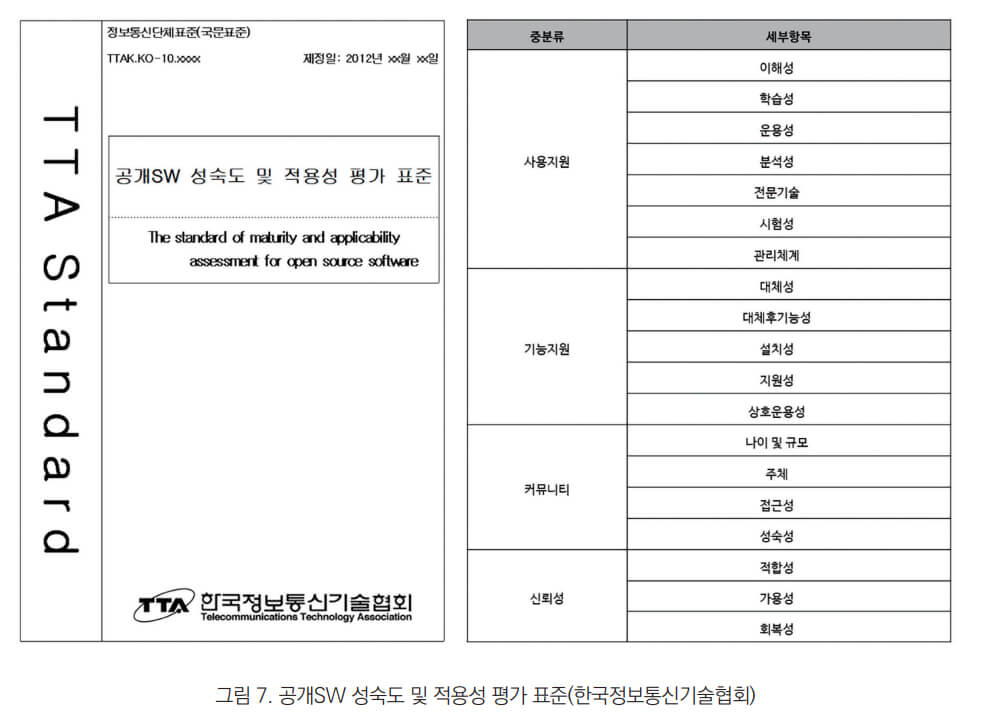 정보통신단체표준(국문표준)
TTAK.KO-10.xxxx 제정일: 2012년 xx월 xx일
TTA Standard
공개SW 성숙도 및 적용성 평가 표준
The standard of maturity and applicability
assessment for open source software
TTA 한국정보통신기술협회
Telecommunications Technology Association
중분류 세부항목
사용지원
이해성
학습성
운용성
분석성
전문기술
시험성
관리체계
기능지원
대체성
대체후기능성
설치성
지원성
상호운용성
커뮤니티
나이 및 규모
주체
접근성
성숙성
신뢰성
적합성
가용성
회복성
그림 7. 공개SW 성숙도 및 적용성 평가 표준(한국정보통신기술협회)